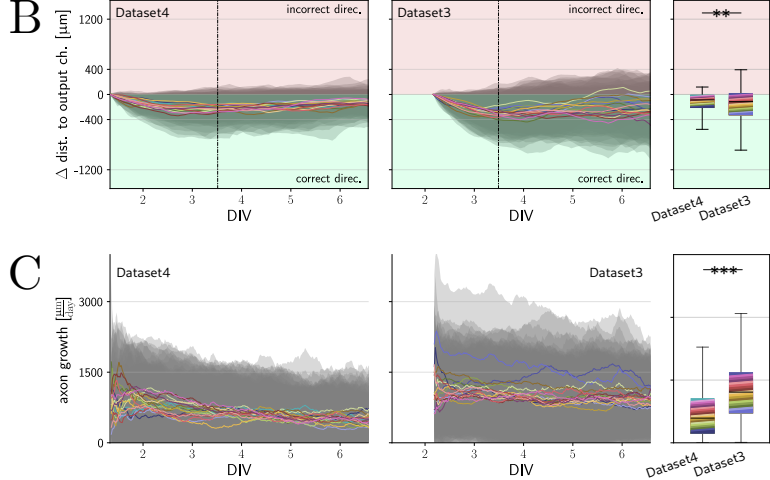 B
Dataset4
incorrect direc.
Dataset3
incorrect direc.
**
1200
400
0
-400
-1200
Δ dist. to output ch. [μm]
correct direc.
correct direc.
2 3 4 5 6
2 3 4 5 6
DIV
DIV
Dataset4
Dataset3
C
Dataset4
Dataset3
***
3000
1500
0
axon growth [μm/day]
2 3 4 5 6
2 3 4 5 6
DIV
DIV
Dataset4
Dataset3